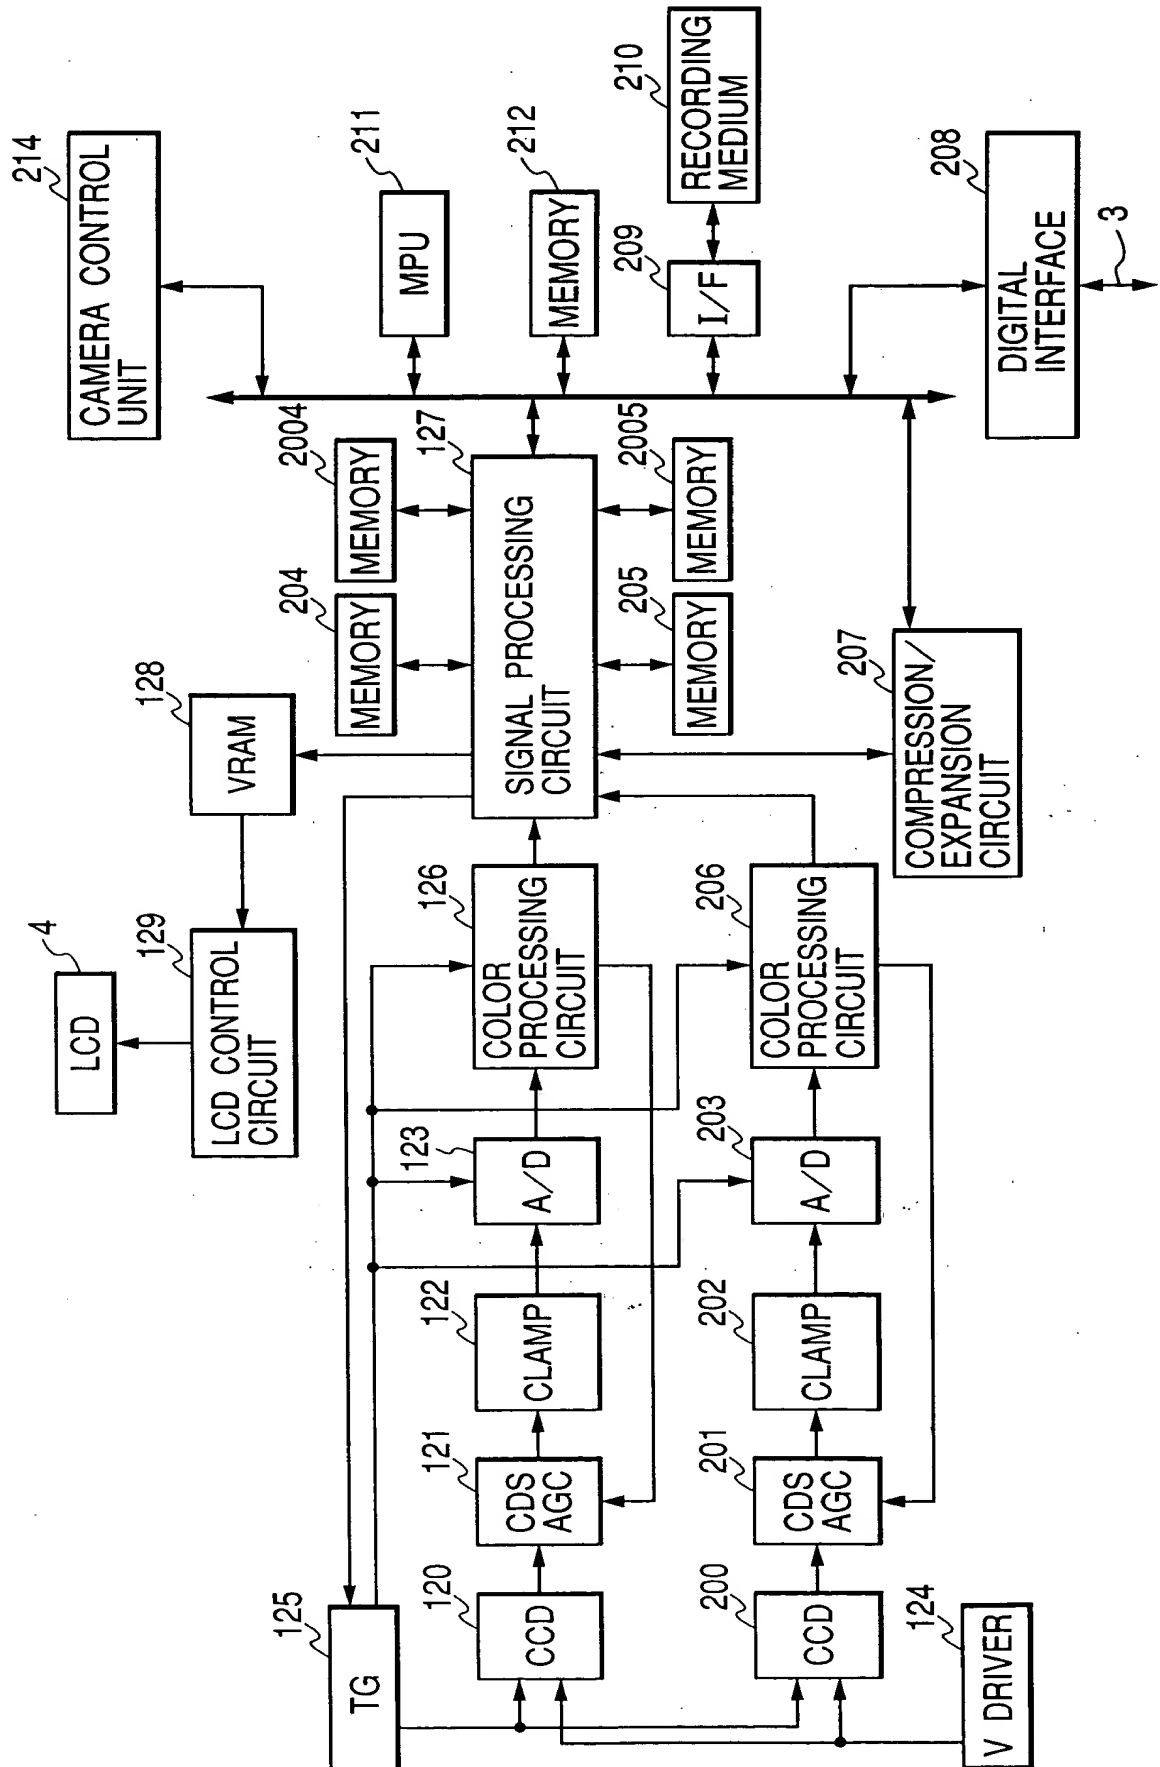 214
CAMERA CONTROL
UNIT
211
MPU
212
MEMORY
210
RECORDING
MEDIUM
209
I/F
208
DIGITAL
INTERFACE
3
2004
MEMORY
204
MEMORY
127
SIGNAL PROCESSING
CIRCUIT
2005
MEMORY
205
MEMORY
207
COMPRESSION/
EXPANSION
CIRCUIT
128
VRAM
4
LCD
129
LCD CONTROL
CIRCUIT
126
COLOR
PROCESSING
CIRCUIT
206
COLOR
PROCESSING
CIRCUIT
123
A/D
203
A/D
122
CLAMP
202
CLAMP
121
CDS
AGC
201
CDS
AGC
125
TG
120
CCD
200
CCD
124
V DRIVER